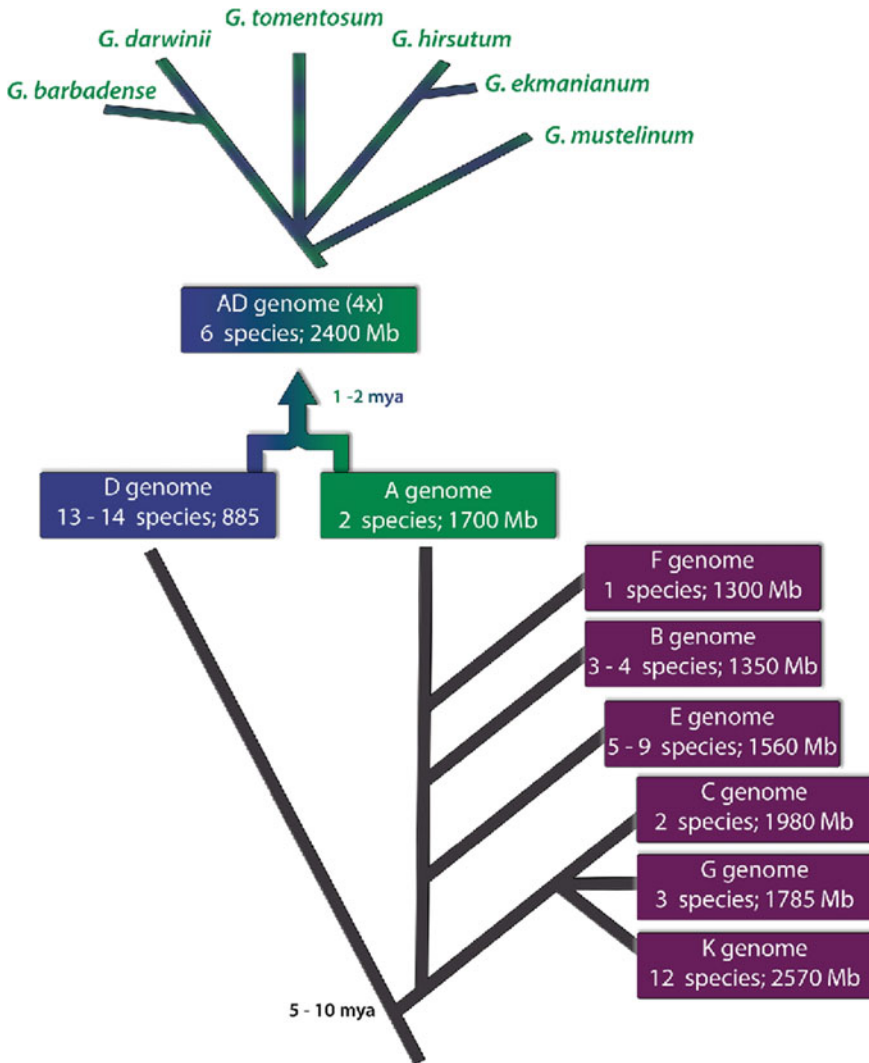 G. tomentosum
G. darwinii
G. hirsutum
G. barbadense
G. ekmanianum
G. mustelinum
AD genome (4x)
6 species; 2400 Mb
1 -2 mya
D genome
13 - 14 species; 885
A genome
2 species; 1700 Mb
F genome
1 species; 1300 Mb
B genome
3 - 4 species; 1350 Mb
E genome
5 - 9 species; 1560 Mb
C genome
2 species; 1980 Mb
G genome
3 species; 1785 Mb
K genome
12 species; 2570 Mb
5 - 10 mya